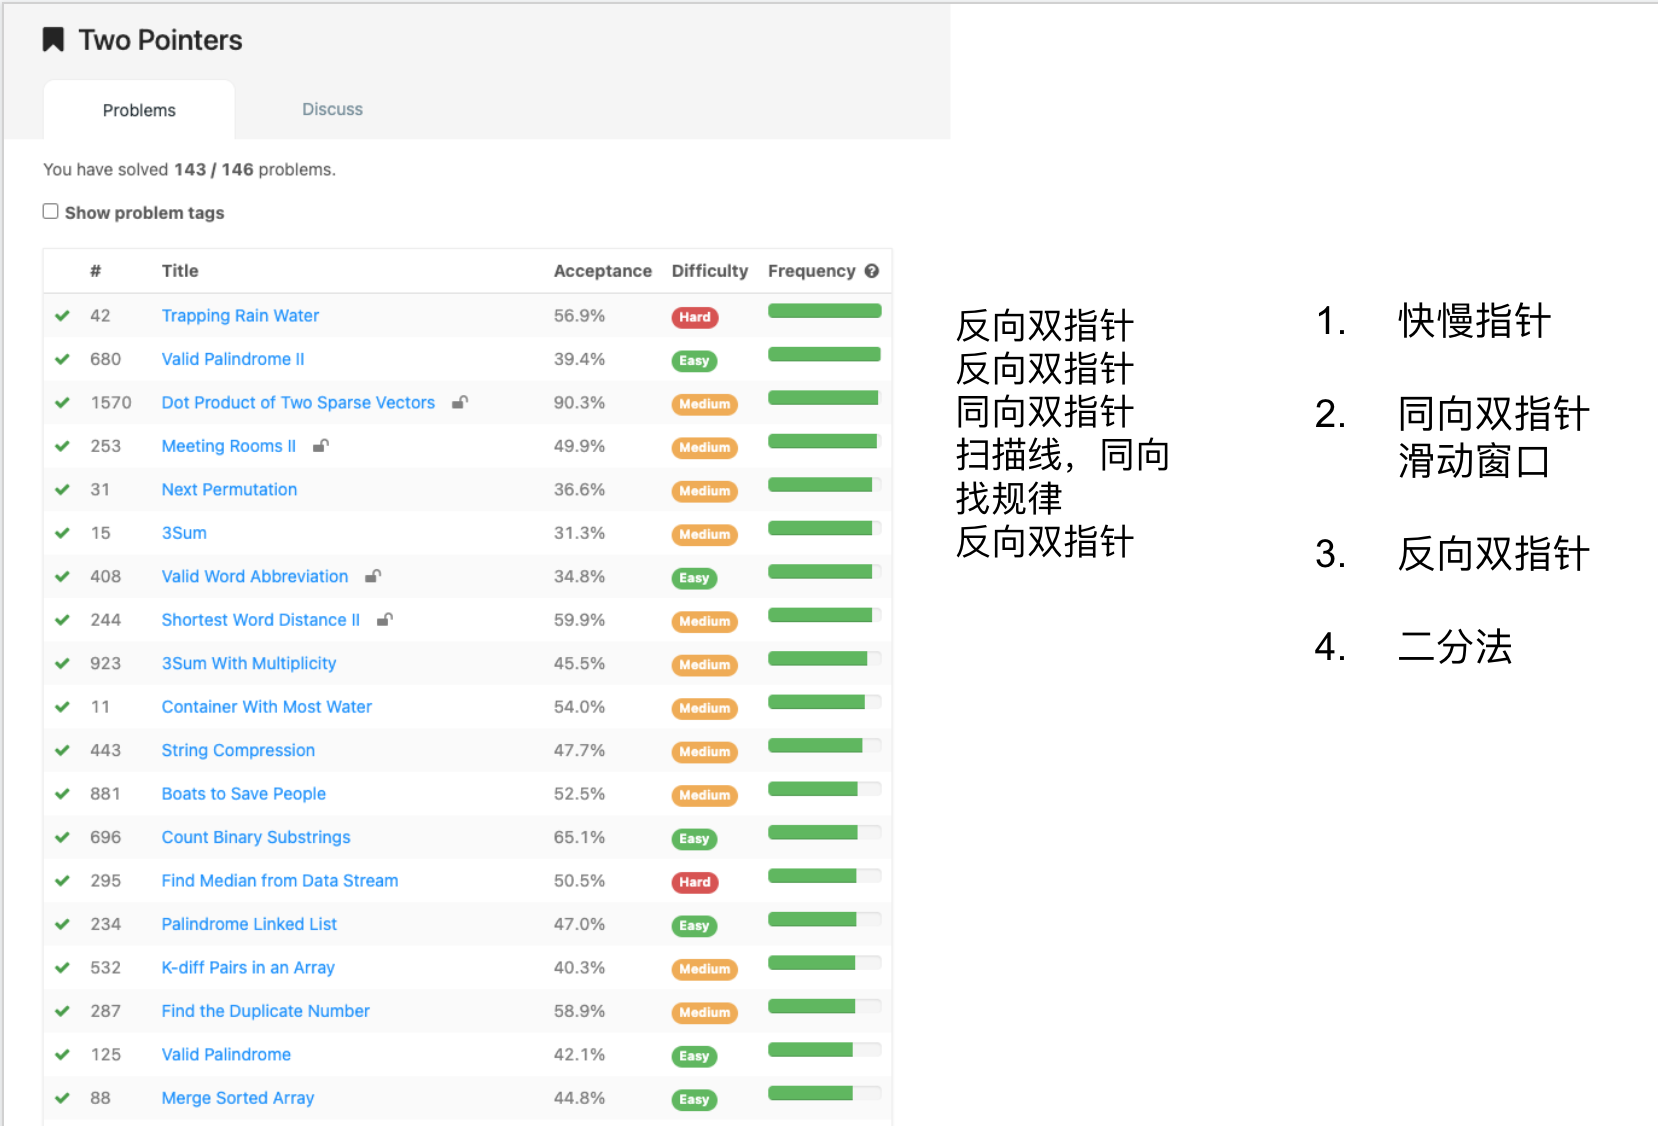 Two Pointers
Problems Discuss
You have solved 143 / 146 problems.
Show problem tags
# Title Acceptance Difficulty Frequency
42 Trapping Rain Water 56.9% Hard
680 Valid Palindrome II 39.4% Easy
1570 Dot Product of Two Sparse Vectors 90.3% Medium
253 Meeting Rooms II 49.9% Medium
31 Next Permutation 36.6% Medium
15 3Sum 31.3% Medium
408 Valid Word Abbreviation 34.8% Easy
244 Shortest Word Distance II 59.9% Medium
923 3Sum With Multiplicity 45.5% Medium
11 Container With Most Water 54.0% Medium
443 String Compression 47.7% Medium
881 Boats to Save People 52.5% Medium
696 Count Binary Substrings 65.1% Easy
295 Find Median from Data Stream 50.5% Hard
234 Palindrome Linked List 47.0% Easy
532 K-diff Pairs in an Array 40.3% Medium
287 Find the Duplicate Number 58.9% Medium
125 Valid Palindrome 42.1% Easy
88 Merge Sorted Array 44.8% Easy
反向双指针
反向双指针
同向双指针
扫描线，同向
找规律
反向双指针
1. 快慢指针
2. 同向双指针
滑动窗口
3. 反向双指针
4. 二分法